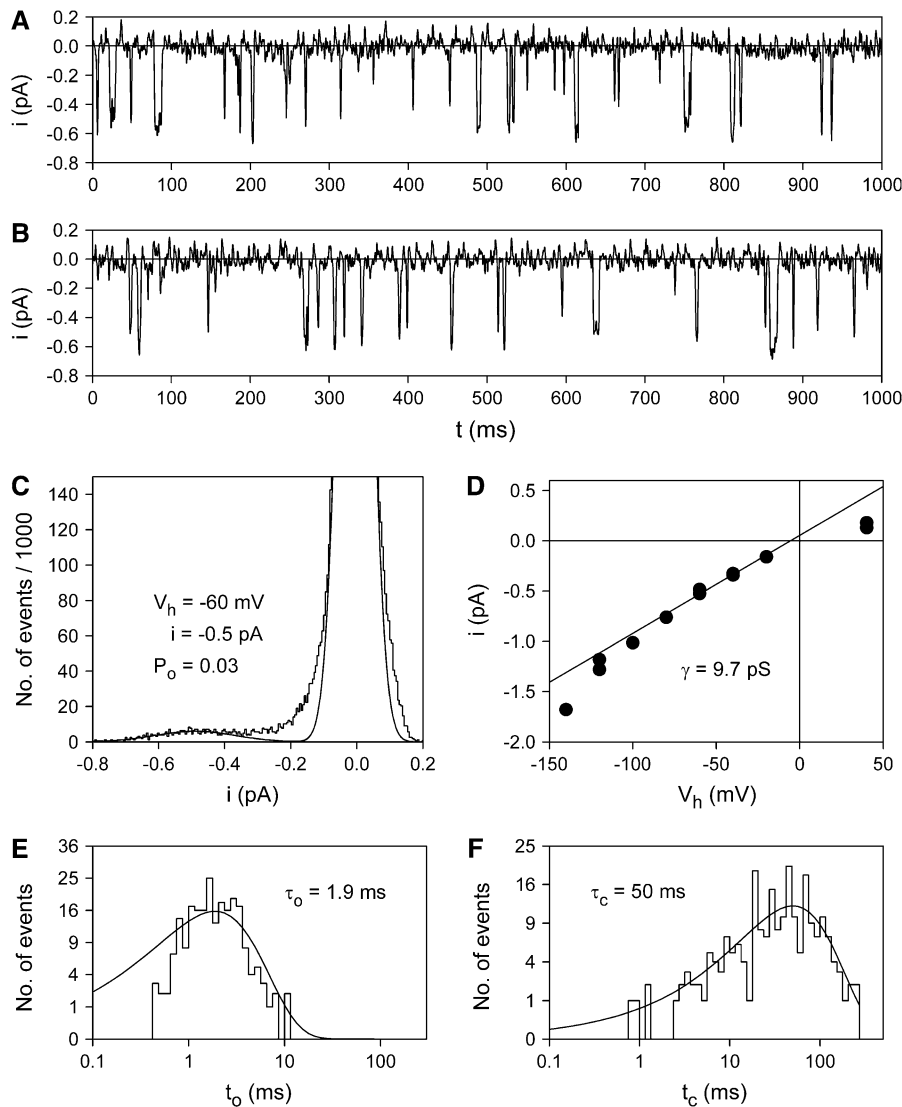 A
i (pA)
0.2
0.0
-0.2
-0.4
-0.6
-0.8
0 100 200 300 400 500 600 700 800 900 1000
B
i (pA)
0.2
0.0
-0.2
-0.4
-0.6
-0.8
0 100 200 300 400 500 600 700 800 900 1000
t (ms)
C
No. of events / 1000
140
120
100
80
60
40
20
0
Vh = -60 mV
i = -0.5 pA
Po = 0.03
-0.8 -0.6 -0.4 -0.2 0.0 0.2
i (pA)
D
i (pA)
0.5
0.0
-0.5
-1.0
-1.5
-2.0
γ = 9.7 pS
-150 -100 -50 0 50
Vh (mV)
E
No. of events
36
25
16
9
4
1
0
τo = 1.9 ms
0.1 1 10 100
to (ms)
F
No. of events
25
16
9
4
1
0
τc = 50 ms
0.1 1 10 100
tc (ms)